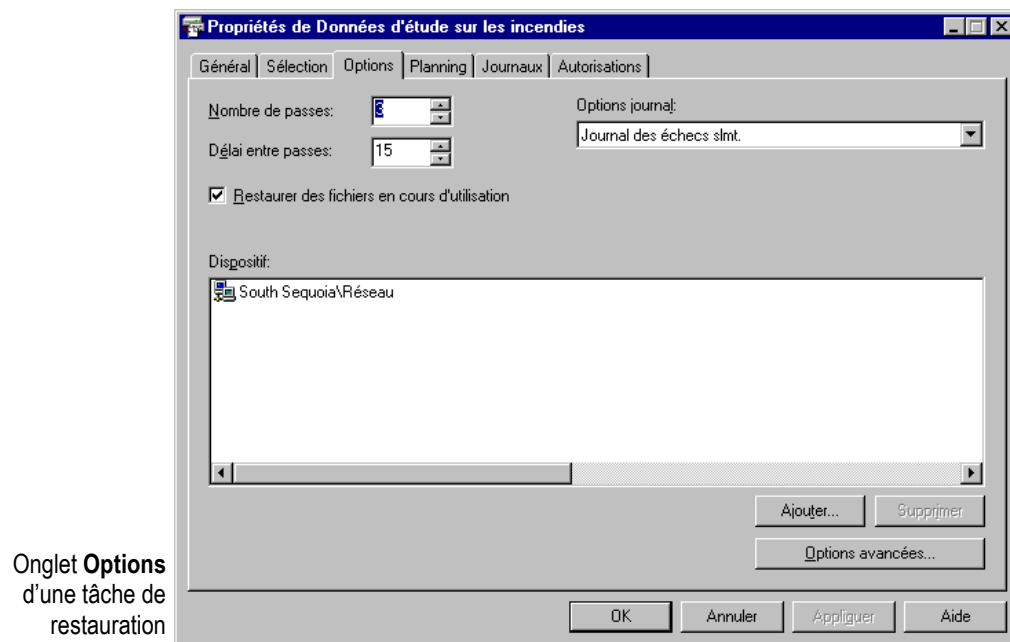 Propriétés de Données d'étude sur les incendies
Général Sélection Options Planning Journaux Autorisations
Nombre de passes: 3
Options journal:
Journal des échecs slmt.
Délai entre passes: 15
Restaurer des fichiers en cours d'utilisation
Dispositif:
South Sequoia\Réseau
Ajouter... Supprimer
Options avancées...
OK Annuler Appliquer Aide
Onglet Options
d'une tâche de
restauration